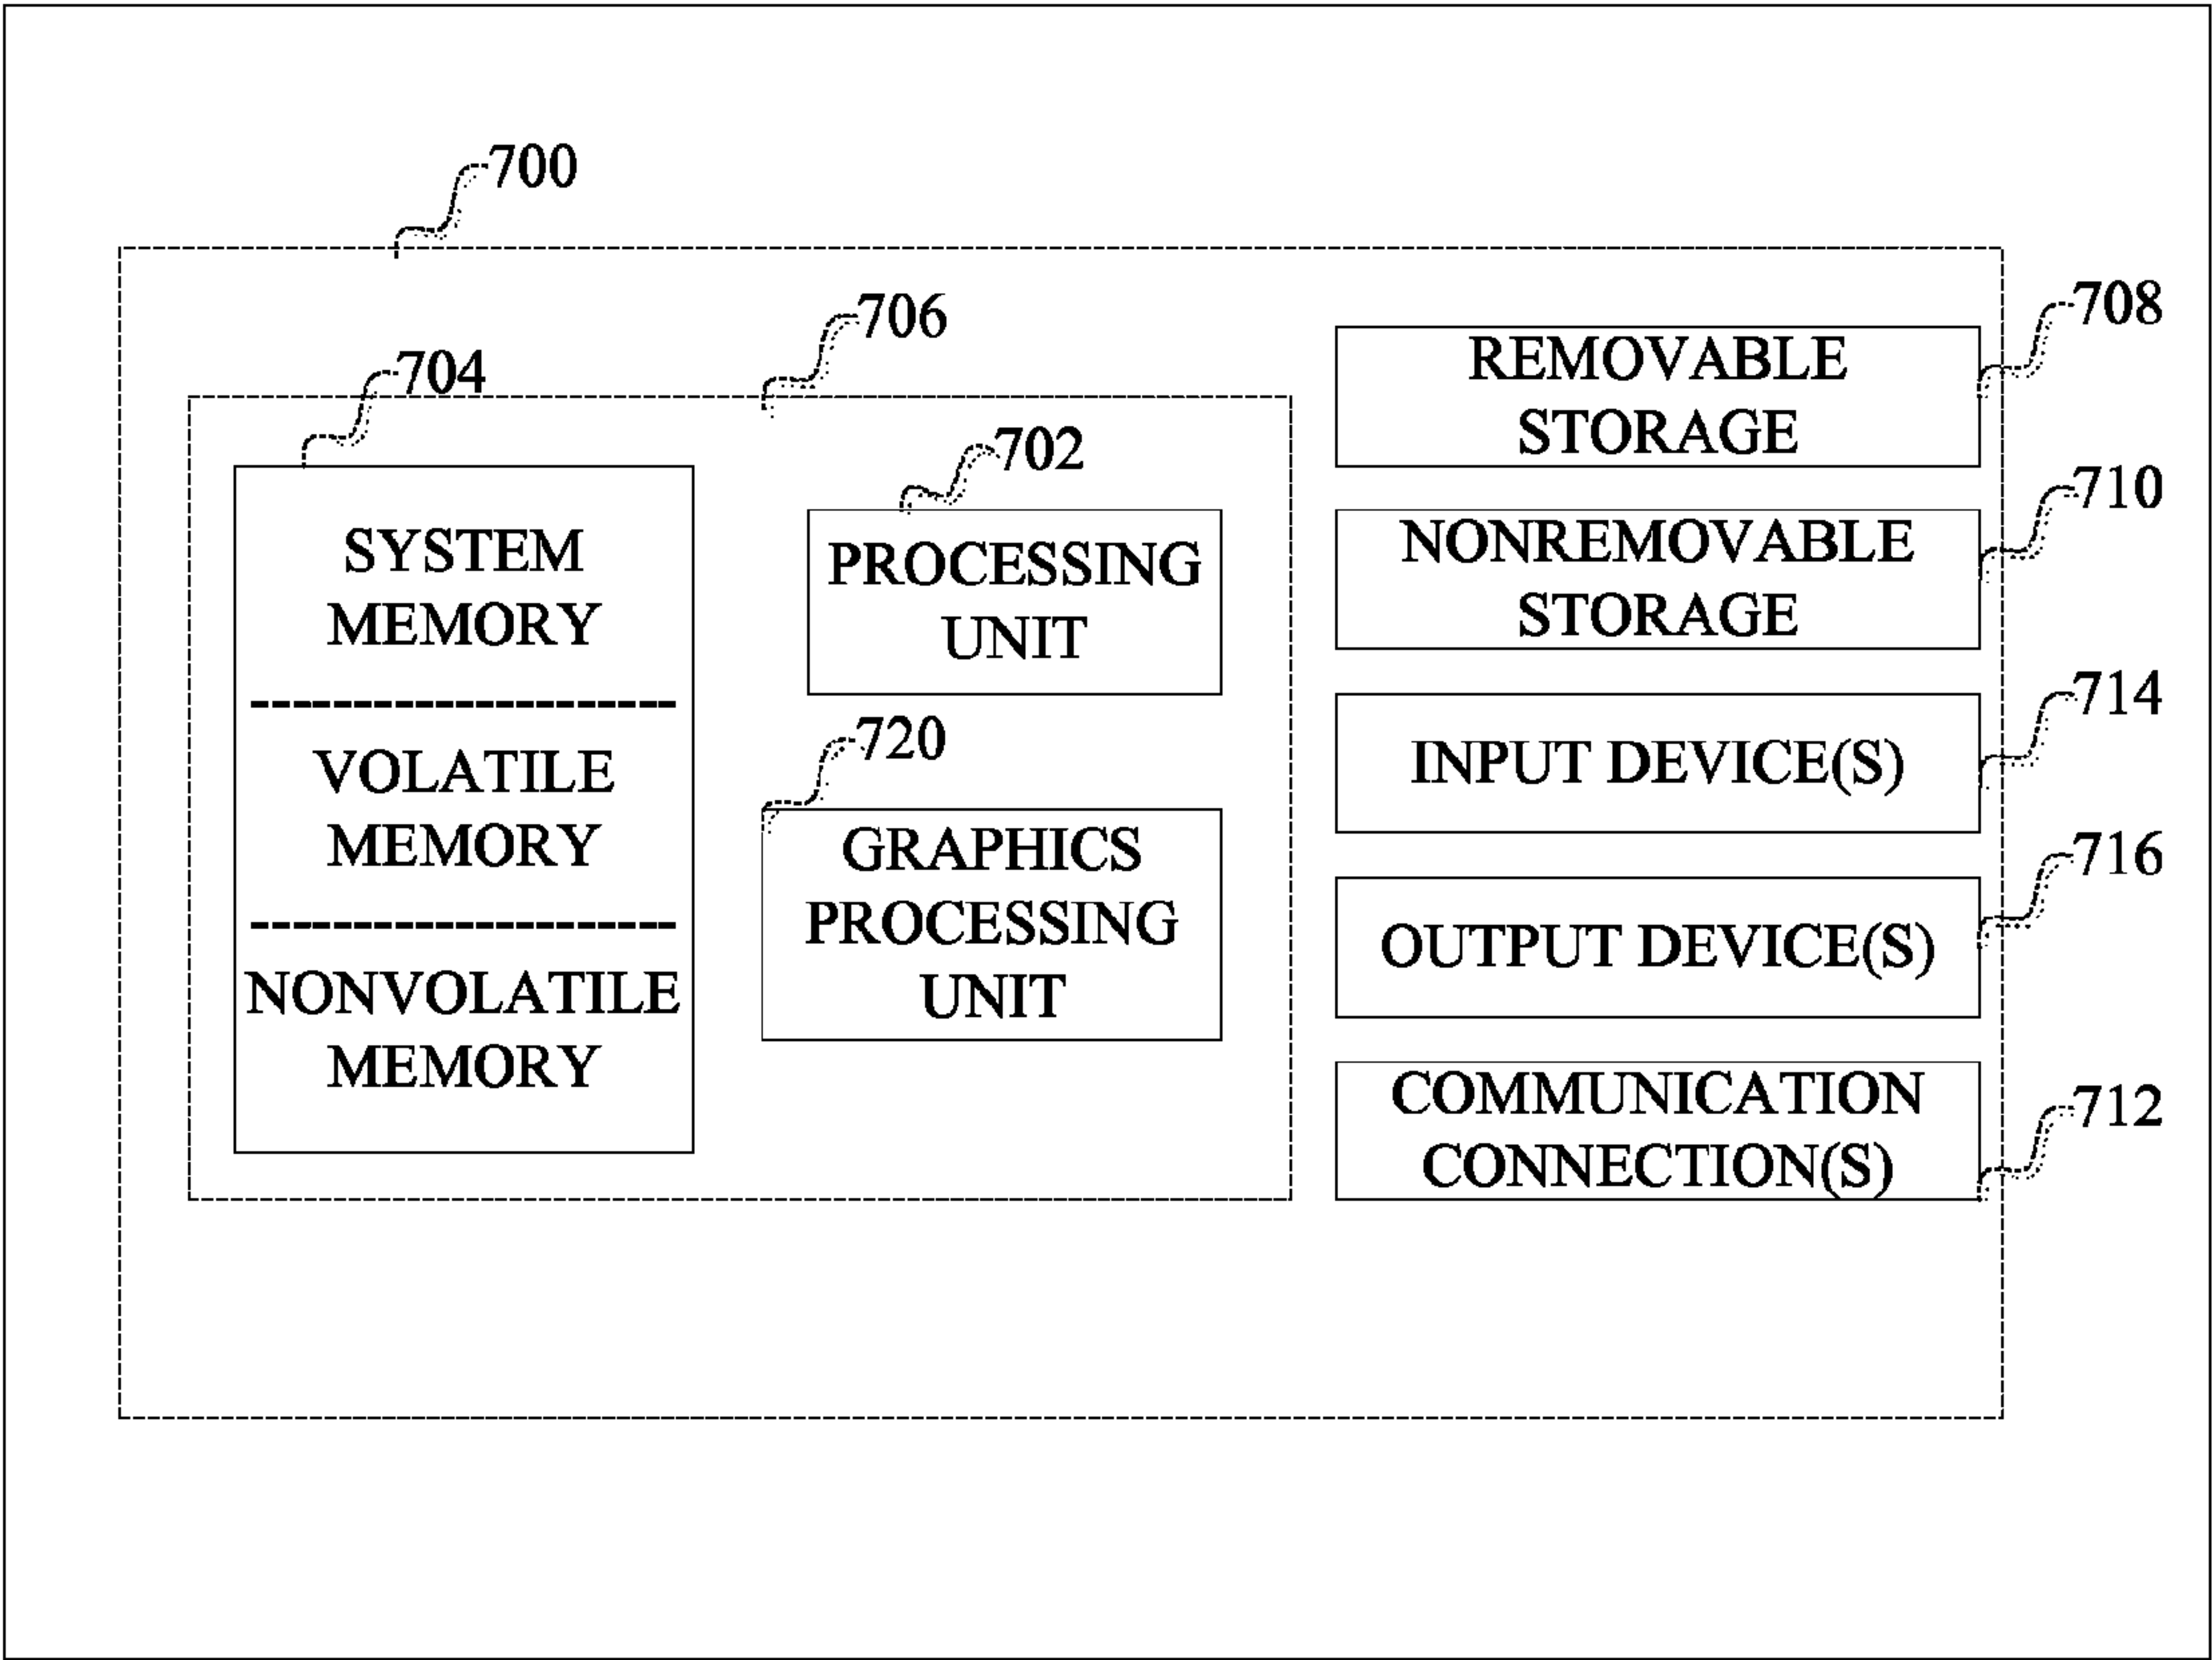 700
706
708
704
REMOVABLE
STORAGE
702
710
SYSTEM
MEMORY
PROCESSING
UNIT
NONREMOVABLE
STORAGE
714
720
VOLATILE
MEMORY
INPUT DEVICE(S)
716
GRAPHICS
PROCESSING
UNIT
OUTPUT DEVICE(S)
NONVOLATILE
MEMORY
712
COMMUNICATION
CONNECTION(S)